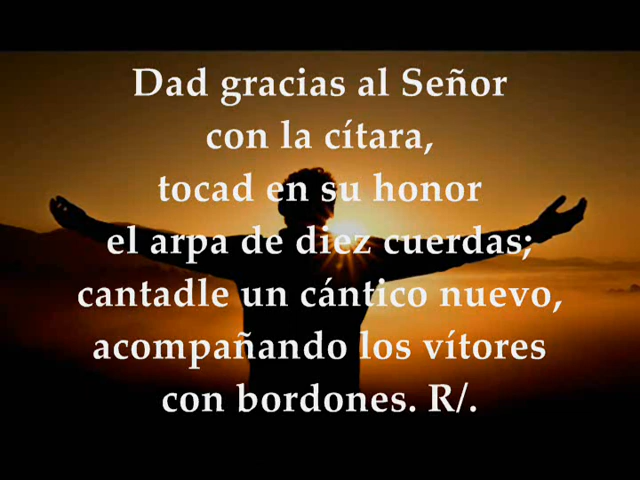 Dad gracias al Señor
con la cítara,
tocad en su honor
el arpa de diez cuerdas;
cantadle un cántico nuevo,
acompañando los vítores
con bordones. R/.